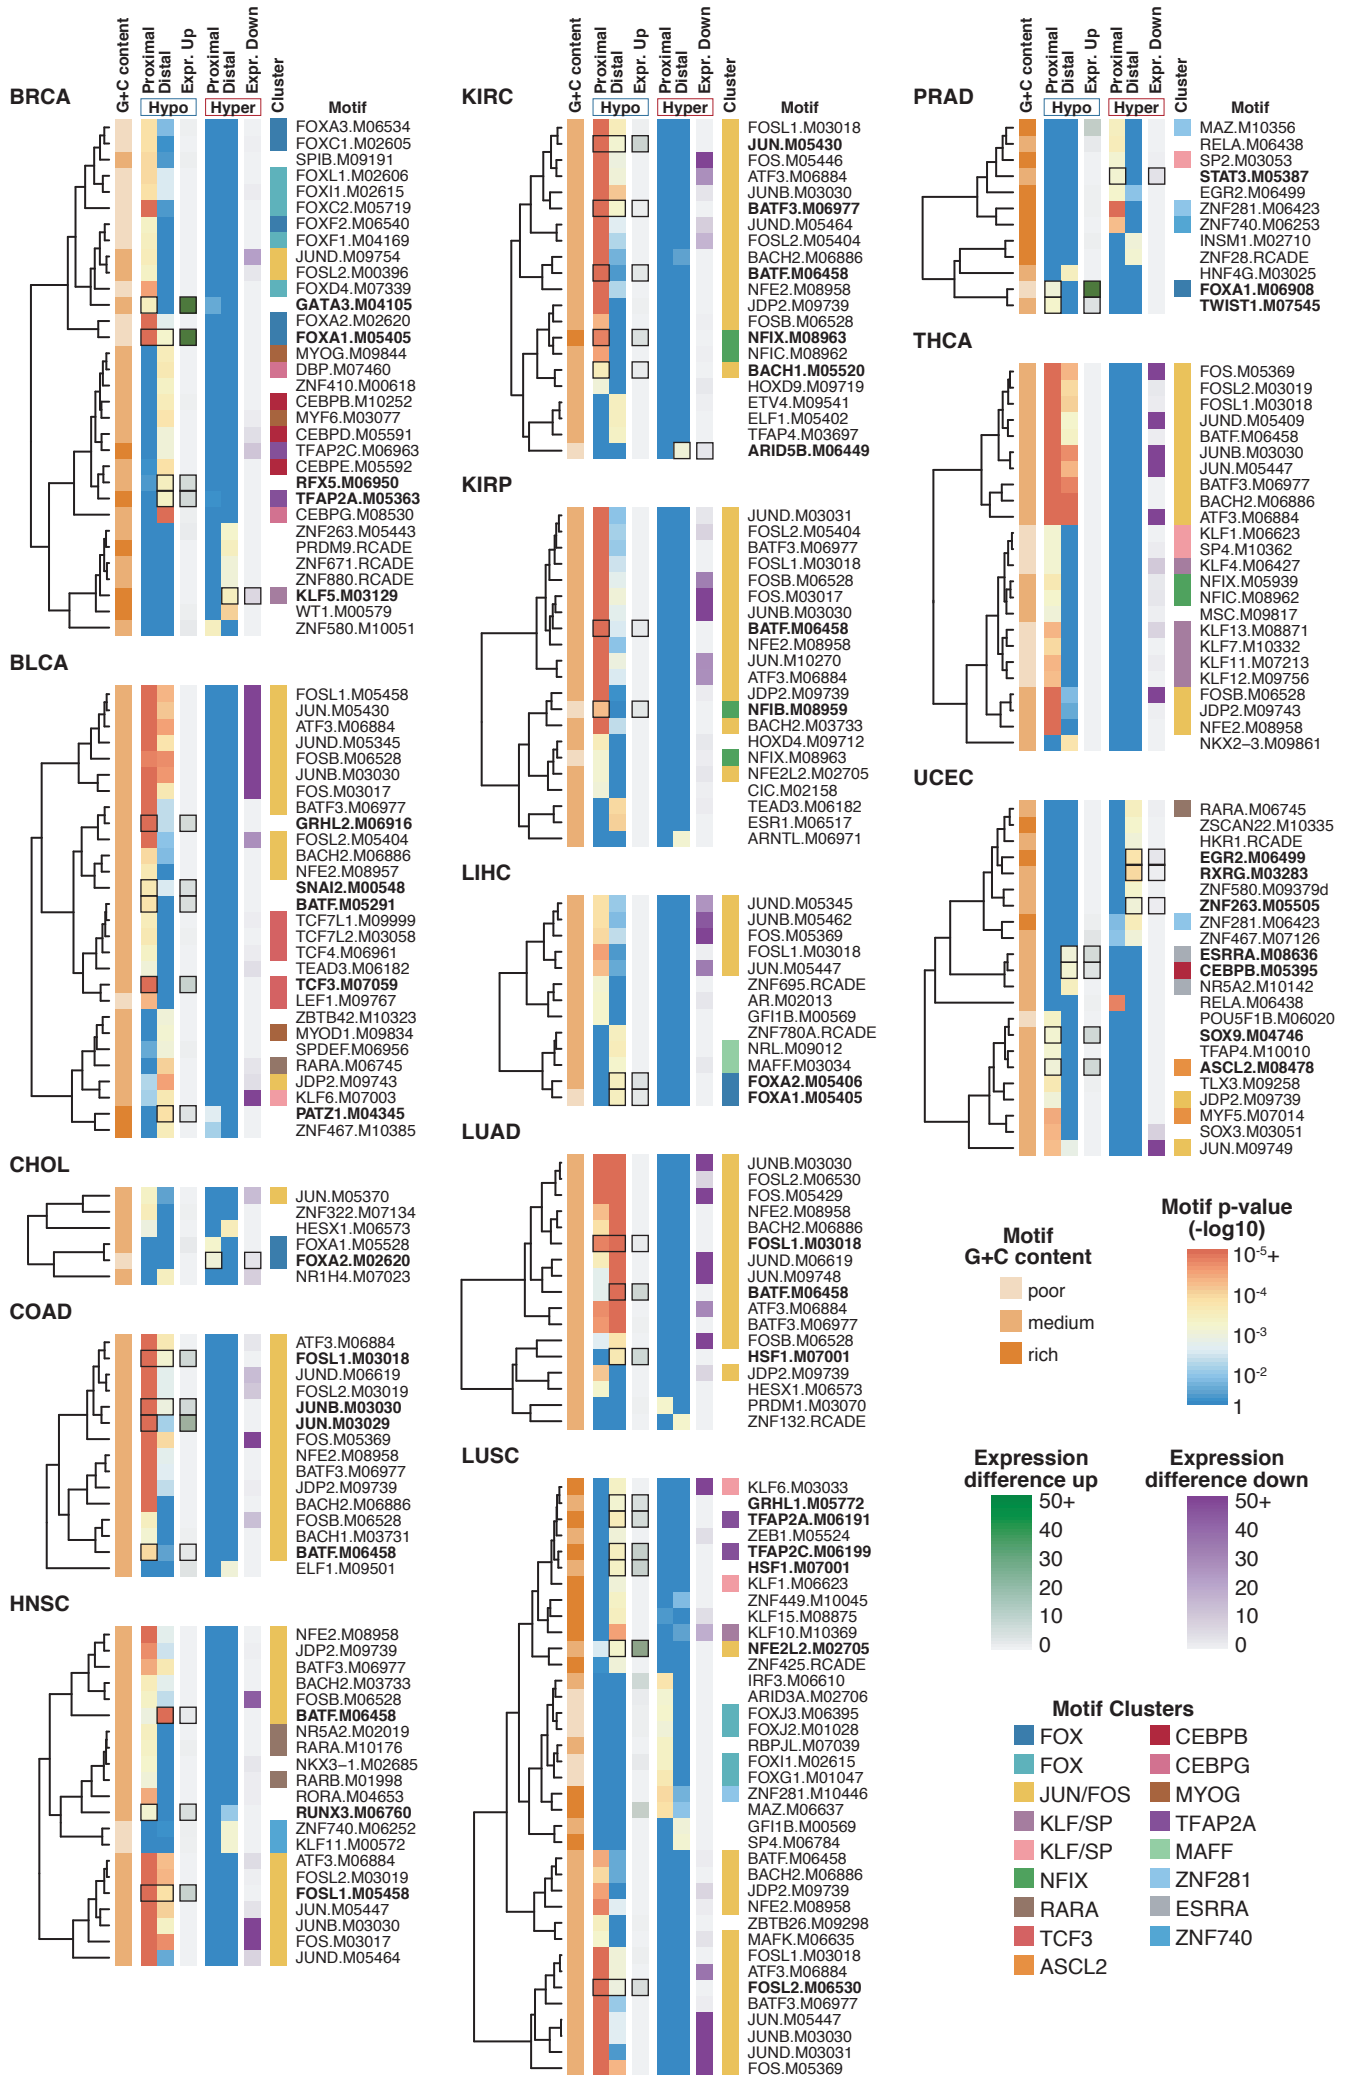 BRCA
G+C content
Proximal
Distal
Expr. Up
Proximal
Distal
Expr. Down
Cluster
Hypo
Hyper
Motif
FOXA3.M06534
FOXC1.M02605
SPIB.M09191
FOXL1.M02606
FOXI1.M02615
FOXC2.M05719
FOXF2.M06540
FOXF1.M04169
JUND.M09754
FOSL2.M00396
FOXD4.M07339
GATA3.M04105
FOXA2.M02620
FOXA1.M05405
MYOG.M09844
DBP.M07460
ZNF410.M00618
CEBPB.M10252
MYF6.M03077
CEBPD.M05591
TFAP2C.M06963
CEBPE.M05592
RFX5.M06950
TFAP2A.M05363
CEBPG.M08530
ZNF263.M05443
PRDM9.RCADE
ZNF671.RCADE
ZNF880.RCADE
KLF5.M03129
WT1.M00579
ZNF580.M10051
BLCA
FOSL1.M05458
JUN.M05430
ATF3.M06884
JUND.M05345
FOSB.M06528
JUNB.M03030
FOS.M03017
BATF3.M06977
GRHL2.M06916
FOSL2.M05404
BACH2.M06886
NFE2.M08957
SNAI2.M00548
BATF.M05291
TCF7L1.M09999
TCF7L2.M03058
TCF4.M06961
TEAD3.M06182
TCF3.M07059
LEF1.M09767
ZBTB42.M10323
MYOD1.M09834
SPDEF.M06956
RARA.M06745
JDP2.M09743
KLF6.M07003
PATZ1.M04345
ZNF467.M10385
CHOL
JUN.M05370
ZNF322.M07134
HESX1.M06573
FOXA1.M05528
FOXA2.M02620
NR1H4.M07023
COAD
ATF3.M06884
FOSL1.M03018
JUND.M06619
FOSL2.M03019
JUNB.M03030
JUN.M03029
FOS.M05369
NFE2.M08958
BATF3.M06977
JDP2.M09739
BACH2.M06886
FOSB.M06528
BACH1.M03731
BATF.M06458
ELF1.M09501
HNSC
NFE2.M08958
JDP2.M09739
BATF3.M06977
BACH2.M03733
FOSB.M06528
BATF.M06458
NR5A2.M02019
RARA.M10176
NKX3−1.M02685
RARB.M01998
RORA.M04653
RUNX3.M06760
ZNF740.M06252
KLF11.M00572
ATF3.M06884
FOSL2.M03019
FOSL1.M05458
JUN.M05447
JUNB.M03030
FOS.M03017
JUND.M05464
KIRC
G+C content
Proximal
Distal
Expr. Up
Proximal
Distal
Expr. Down
Cluster
Hypo
Hyper
Motif
FOSL1.M03018
JUN.M05430
FOS.M05446
ATF3.M06884
JUNB.M03030
BATF3.M06977
JUND.M05464
FOSL2.M05404
BACH2.M06886
BATF.M06458
NFE2.M08958
JDP2.M09739
FOSB.M06528
NFIX.M08963
NFIC.M08962
BACH1.M05520
HOXD9.M09719
ETV4.M09541
ELF1.M05402
TFAP4.M03697
ARID5B.M06449
KIRP
JUND.M03031
FOSL2.M05404
BATF3.M06977
FOSL1.M03018
FOSB.M06528
FOS.M03017
JUNB.M03030
BATF.M06458
NFE2.M08958
JUN.M10270
ATF3.M06884
JDP2.M09739
NFIB.M08959
BACH2.M03733
HOXD4.M09712
NFIX.M08963
NFE2L2.M02705
CIC.M02158
TEAD3.M06182
ESR1.M06517
ARNTL.M06971
LIHC
JUND.M05345
JUNB.M05462
FOS.M05369
FOSL1.M03018
JUN.M05447
ZNF695.RCADE
AR.M02013
GFI1B.M00569
ZNF780A.RCADE
NRL.M09012
MAFF.M03034
FOXA2.M05406
FOXA1.M05405
LUAD
JUNB.M03030
FOSL2.M06530
FOS.M05429
NFE2.M08958
BACH2.M06886
FOSL1.M03018
JUND.M06619
JUN.M09748
BATF.M06458
ATF3.M06884
BATF3.M06977
FOSB.M06528
HSF1.M07001
JDP2.M09739
HESX1.M06573
PRDM1.M03070
ZNF132.RCADE
LUSC
KLF6.M03033
GRHL1.M05772
TFAP2A.M06191
ZEB1.M05524
TFAP2C.M06199
HSF1.M07001
KLF1.M06623
ZNF449.M10045
KLF15.M08875
KLF10.M10369
NFE2L2.M02705
ZNF425.RCADE
IRF3.M06610
ARID3A.M02706
FOXJ3.M06395
FOXJ2.M01028
RBPJL.M07039
FOXI1.M02615
FOXG1.M01047
ZNF281.M10446
MAZ.M06637
GFI1B.M00569
SP4.M06784
BATF.M06458
BACH2.M06886
JDP2.M09739
NFE2.M08958
ZBTB26.M09298
MAFK.M06635
FOSL1.M03018
ATF3.M06884
FOSL2.M06530
BATF3.M06977
JUN.M05447
JUNB.M03030
JUND.M03031
FOS.M05369
PRAD
G+C content
Proximal
Distal
Expr. Up
Proximal
Distal
Expr. Down
Cluster
Hypo
Hyper
Motif
MAZ.M10356
RELA.M06438
SP2.M03053
STAT3.M05387
EGR2.M06499
ZNF281.M06423
ZNF740.M06253
INSM1.M02710
ZNF28.RCADE
HNF4G.M03025
FOXA1.M06908
TWIST1.M07545
THCA
FOS.M05369
FOSL2.M03019
FOSL1.M03018
JUND.M05409
BATF.M06458
JUNB.M03030
JUN.M05447
BATF3.M06977
BACH2.M06886
ATF3.M06884
KLF1.M06623
SP4.M10362
KLF4.M06427
NFIX.M05939
NFIC.M08962
MSC.M09817
KLF13.M08871
KLF7.M10332
KLF11.M07213
KLF12.M09756
FOSB.M06528
JDP2.M09743
NFE2.M08958
NKX2−3.M09861
UCEC
RARA.M06745
ZSCAN22.M10335
HKR1.RCADE
EGR2.M06499
RXRG.M03283
ZNF580.M09379d
ZNF263.M05505
ZNF281.M06423
ZNF467.M07126
ESRRA.M08636
CEBPB.M05395
NR5A2.M10142
RELA.M06438
POU5F1B.M06020
SOX9.M04746
TFAP4.M10010
ASCL2.M08478
TLX3.M09258
JDP2.M09739
MYF5.M07014
SOX3.M03051
JUN.M09749
Motif
G+C content
poor
medium
rich
Motif p-value
(-log10)
10-5+
10-4
10-3
10-2
1
Expression
difference up
50+
40
30
20
10
0
Expression
difference down
50+
40
30
20
10
0
Motif Clusters
FOX
FOX
JUN/FOS
KLF/SP
KLF/SP
NFIX
RARA
TCF3
ASCL2
CEBPB
CEBPG
MYOG
TFAP2A
MAFF
ZNF281
ESRRA
ZNF740